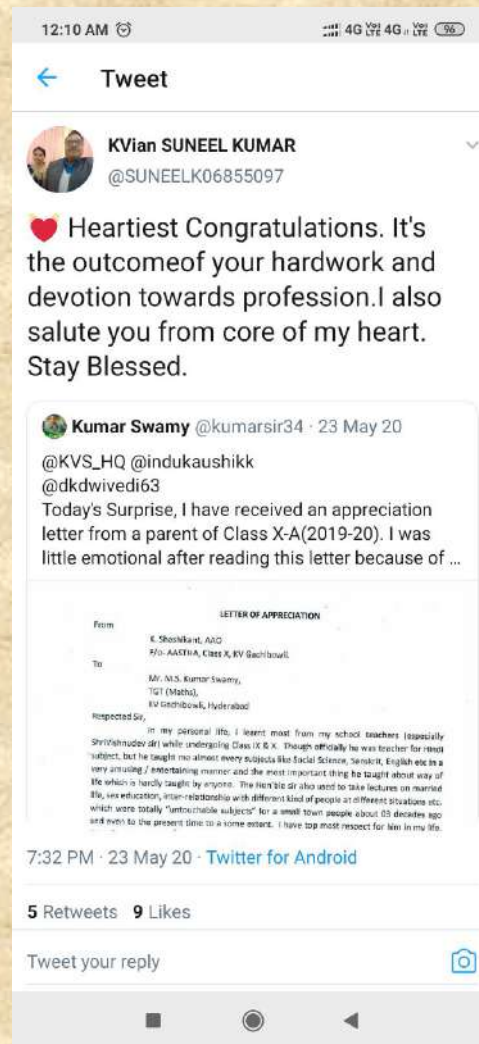 12:10 AM
4G VoLTE 4G VoLTE 96
Tweet
KVian SUNEEL KUMAR
@SUNEELK06855097
Heartiest Congratulations. It's
the outcomeof your hardwork and
devotion towards profession.I also
salute you from core of my heart.
Stay Blessed.
Kumar Swamy @kumarsir34 · 23 May 20
@KVS_HQ @indukaushikk
@dkdwivedi63
Today's Surprise, I have received an appreciation
letter from a parent of Class X-A(2019-20). I was
little emotional after reading this letter because of ...
LETTER OF APPRECIATION
From
K. Shashikant, AAO
F/o- AASTHA, Class X, KV Gachibowli.
To
Mr. M.S. Kumar Swamy,
TGT (Maths),
KV Gachibowli, Hyderabad
Respected Sir,
In my personal life, I learnt most from my school teachers (especially
ShriVishnudev sir) while undergoing Class IX & X. Though officially he was teacher for Hindi
subject, but he taught me almost every subjects like Social Science, Sanskrit, English etc in a
very amusing / entertaining manner and the most important thing he taught about way of
life which is hardly taught by anyone. The Hon'ble sir also used to take lectures on married
life, sex education, inter-relationship with different kind of people at different situations etc.
which were totally "untouchable subjects" for a small town people about 03 decades ago
and even to the present time to a some extent. I have top most respect for him in my life.
7:32 PM · 23 May 20 · Twitter for Android
5 Retweets 9 Likes
Tweet your reply